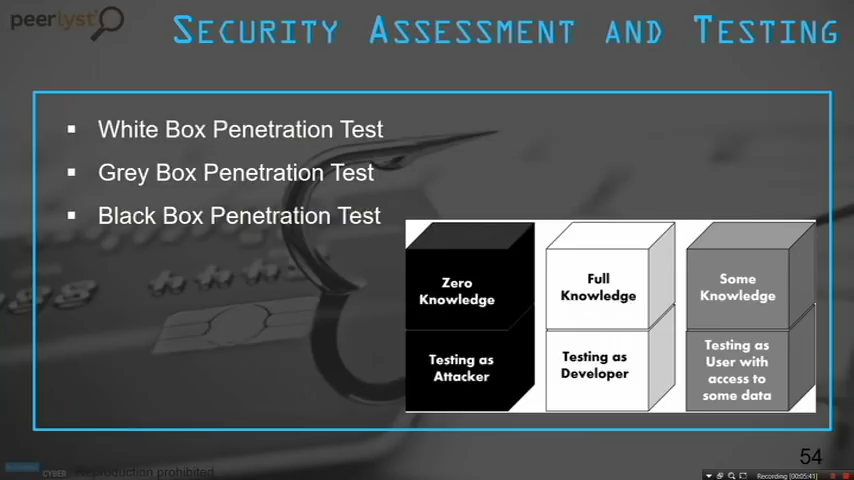 peerlyst
SECURITY ASSESSMENT AND TESTING
▪ White Box Penetration Test
▪ Grey Box Penetration Test
▪ Black Box Penetration Test
Zero
Knowledge
Full
Knowledge
Some
Knowledge
Testing as
Attacker
Testing as
Developer
Testing as
User with
access to
some data
54
CYBER
production prohibited
Recording [00:05:41]